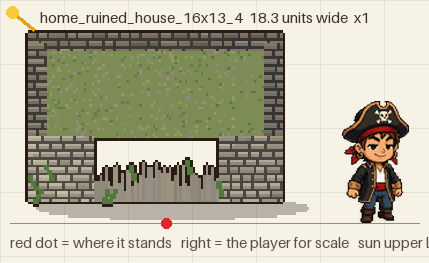 home_ruined_house_16x13_4  18.3 units wide  x1
red dot = where it stands   right = the player for scale   sun upper l